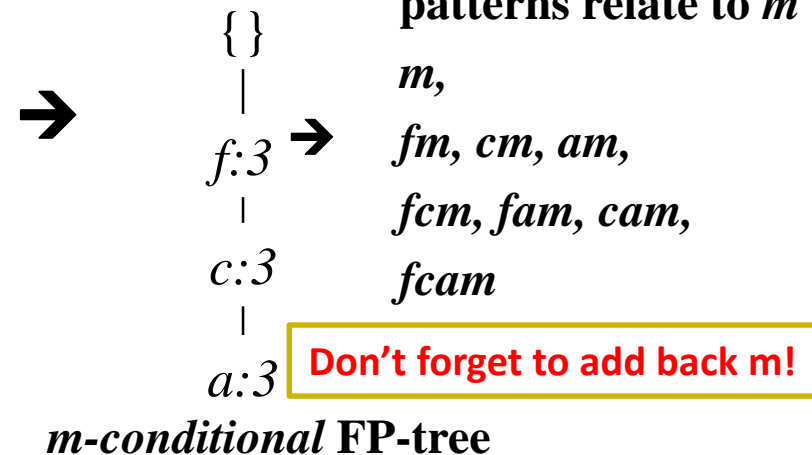 patterns relate to m
{}
m,
f:3
fm, cm, am,
fcm, fam, cam,
c:3
fcam
Don’t forget to add back m!
a:3
m-conditional FP-tree